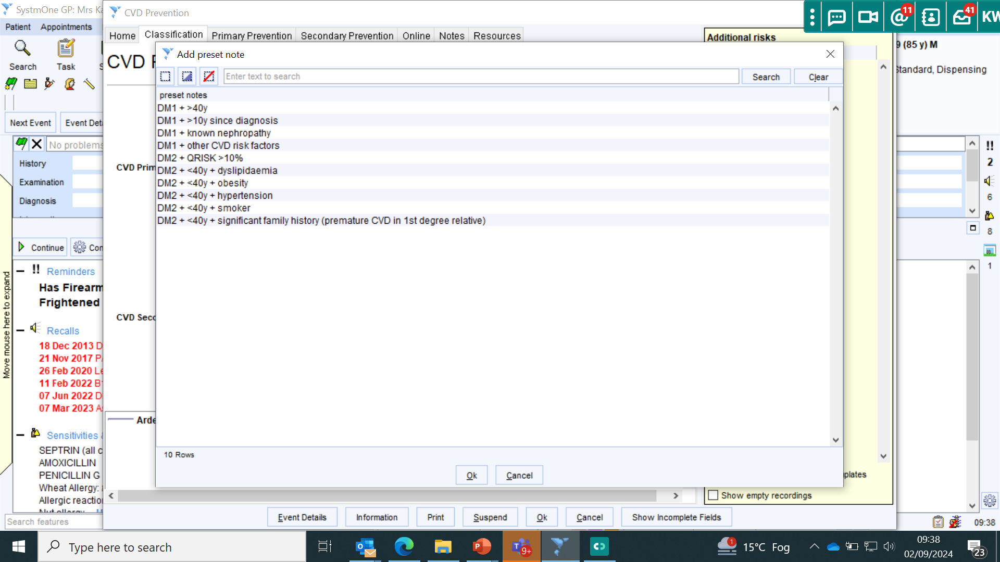 SystmOne GP: Mrs Ka
CVD Prevention
11
41
KW
Patient Appointments
Home Classification Primary Prevention Secondary Prevention Online Notes Resources
Additional risks
9 (85 y) M
Search Task
Standard, Dispensing
CVD
Add preset note
Enter text to search
Search Clear
preset notes
DM1 + >40y
DM1 + >10y since diagnosis
DM1 + known nephropathy
DM1 + other CVD risk factors
DM2 + QRISK >10%
DM2 + <40y + dyslipidaemia
DM2 + <40y + obesity
DM2 + <40y + hypertension
DM2 + <40y + smoker
DM2 + <40y + significant family history (premature CVD in 1st degree relative)
10 Rows
Ok Cancel
Next Event Event Deta
No problems
History
Examination
Diagnosis
CVD Prim
CVD Seco
Continue Con
Move mouse here to expand
!! Reminders
Has Firearm
Frightened
Recalls
18 Dec 2013 D
21 Nov 2017 P
26 Feb 2020 Le
11 Feb 2022 B
07 Jun 2022 D
07 Mar 2023 As
Arde
Sensitivities &
SEPTRIN (all c
AMOXICILLIN
PENICILLIN G
Wheat Allergy:
Allergic reactio
Nut allergy
Search features
!!
2
6
8
1
plates
Show empty recordings
Event Details Information Print Suspend Ok Cancel Show Incomplete Fields
09:38
Type here to search
9+
1
15°C Fog
09:38
02/09/2024
23